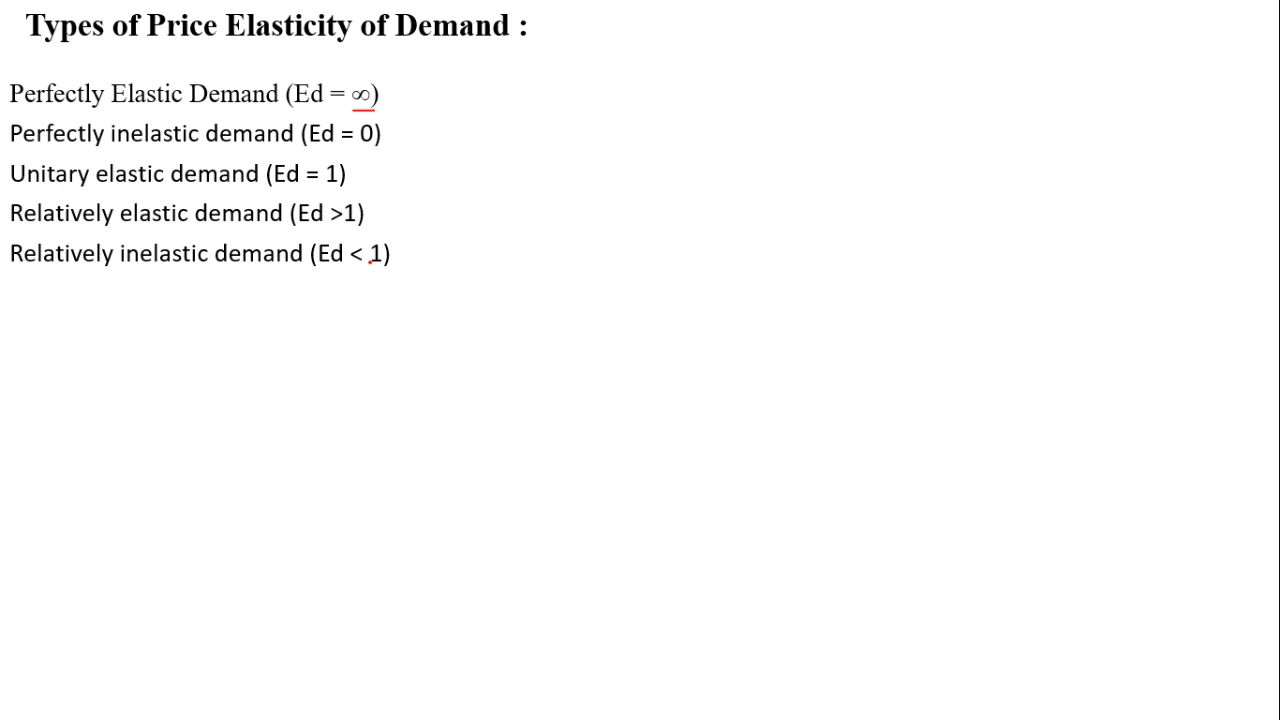 Types of Price Elasticity of Demand :
Perfectly Elastic Demand (Ed = ∞)
Perfectly inelastic demand (Ed = 0)
Unitary elastic demand (Ed = 1)
Relatively elastic demand (Ed >1)
Relatively inelastic demand (Ed < 1)